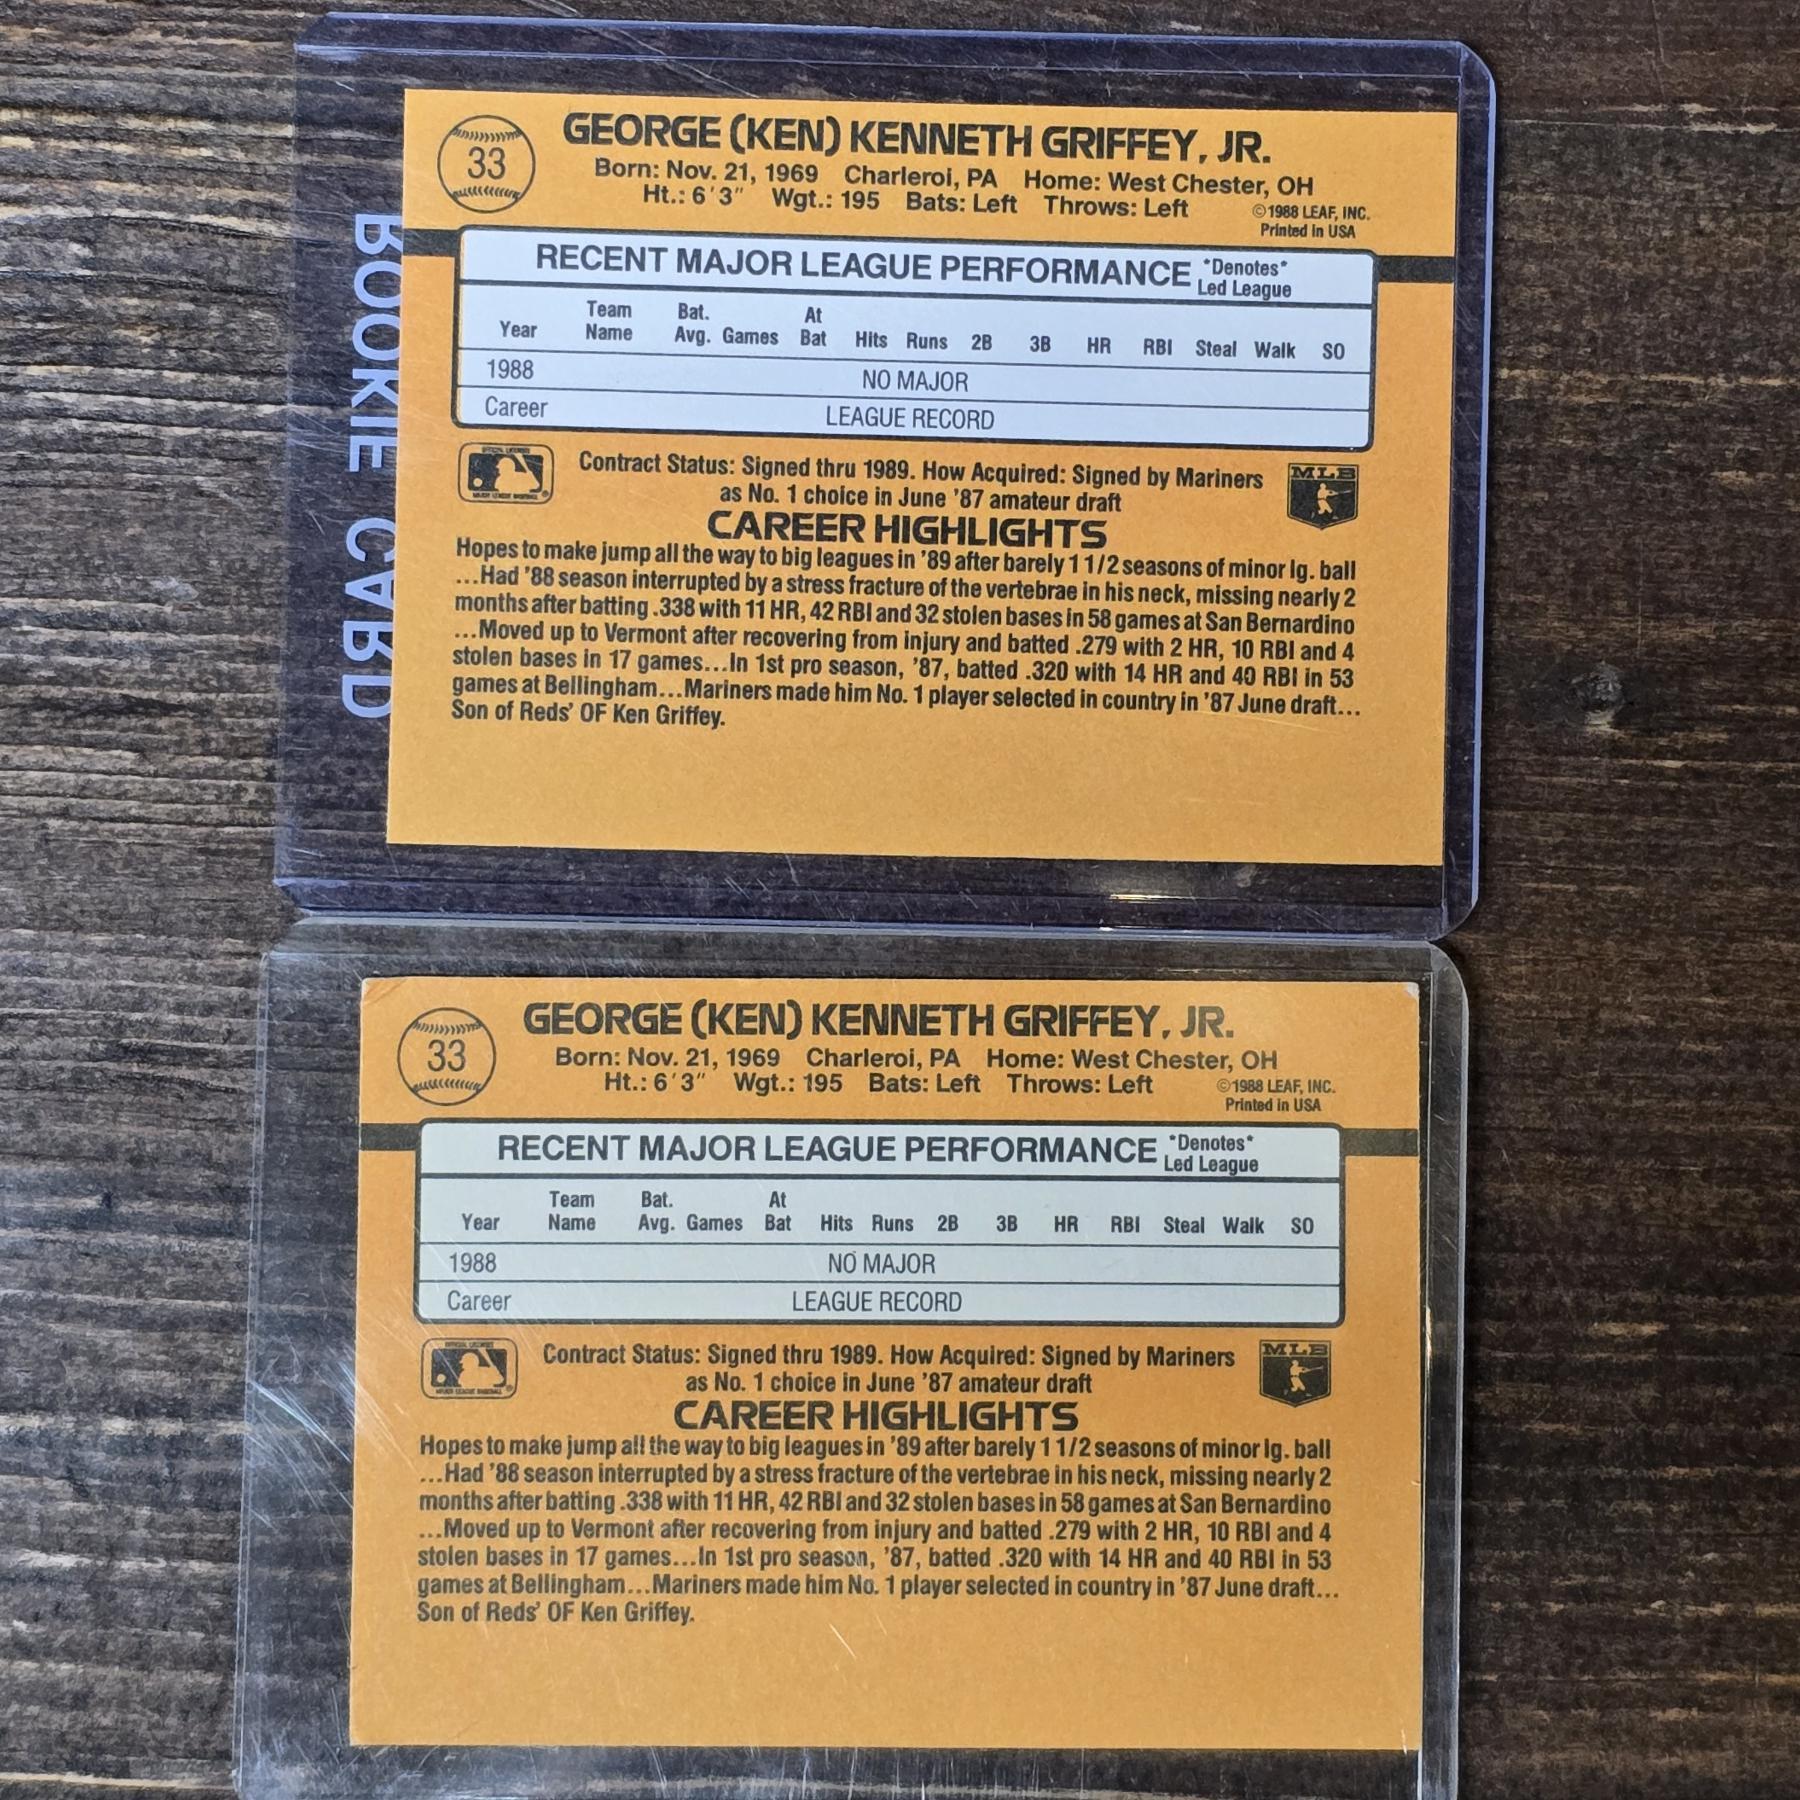 ROOKIE CARD
33
GEORGE (KEN) KENNETH GRIFFEY, JR.
Born: Nov. 21, 1969 Charleroi, PA Home: West Chester, OH
Ht.: 6'3" Wgt.: 195 Bats: Left Throws: Left
©1988 LEAF, INC.
Printed in USA
RECENT MAJOR LEAGUE PERFORMANCE
*Denotes*
Led League
Year Team Name Bat. Avg. Games At Bat Hits Runs 2B 3B HR RBI Steal Walk SO
1988 NO MAJOR
Career LEAGUE RECORD
Contract Status: Signed thru 1989. How Acquired: Signed by Mariners
as No. 1 choice in June '87 amateur draft
MLB
CAREER HIGHLIGHTS
Hopes to make jump all the way to big leagues in '89 after barely 1 1/2 seasons of minor lg. ball
...Had '88 season interrupted by a stress fracture of the vertebrae in his neck, missing nearly 2
months after batting .338 with 11 HR, 42 RBI and 32 stolen bases in 58 games at San Bernardino
...Moved up to Vermont after recovering from injury and batted .279 with 2 HR, 10 RBI and 4
stolen bases in 17 games...In 1st pro season, '87, batted .320 with 14 HR and 40 RBI in 53
games at Bellingham...Mariners made him No. 1 player selected in country in '87 June draft...
Son of Reds' OF Ken Griffey.
33
GEORGE (KEN) KENNETH GRIFFEY, JR.
Born: Nov. 21, 1969 Charleroi, PA Home: West Chester, OH
Ht.: 6'3" Wgt.: 195 Bats: Left Throws: Left
©1988 LEAF, INC.
Printed in USA
RECENT MAJOR LEAGUE PERFORMANCE
*Denotes*
Led League
Year Team Name Bat. Avg. Games At Bat Hits Runs 2B 3B HR RBI Steal Walk SO
1988 NO MAJOR
Career LEAGUE RECORD
Contract Status: Signed thru 1989. How Acquired: Signed by Mariners
as No. 1 choice in June '87 amateur draft
MLB
CAREER HIGHLIGHTS
Hopes to make jump all the way to big leagues in '89 after barely 1 1/2 seasons of minor lg. ball
...Had '88 season interrupted by a stress fracture of the vertebrae in his neck, missing nearly 2
months after batting .338 with 11 HR, 42 RBI and 32 stolen bases in 58 games at San Bernardino
...Moved up to Vermont after recovering from injury and batted .279 with 2 HR, 10 RBI and 4
stolen bases in 17 games...In 1st pro season, '87, batted .320 with 14 HR and 40 RBI in 53
games at Bellingham...Mariners made him No. 1 player selected in country in '87 June draft...
Son of Reds' OF Ken Griffey.